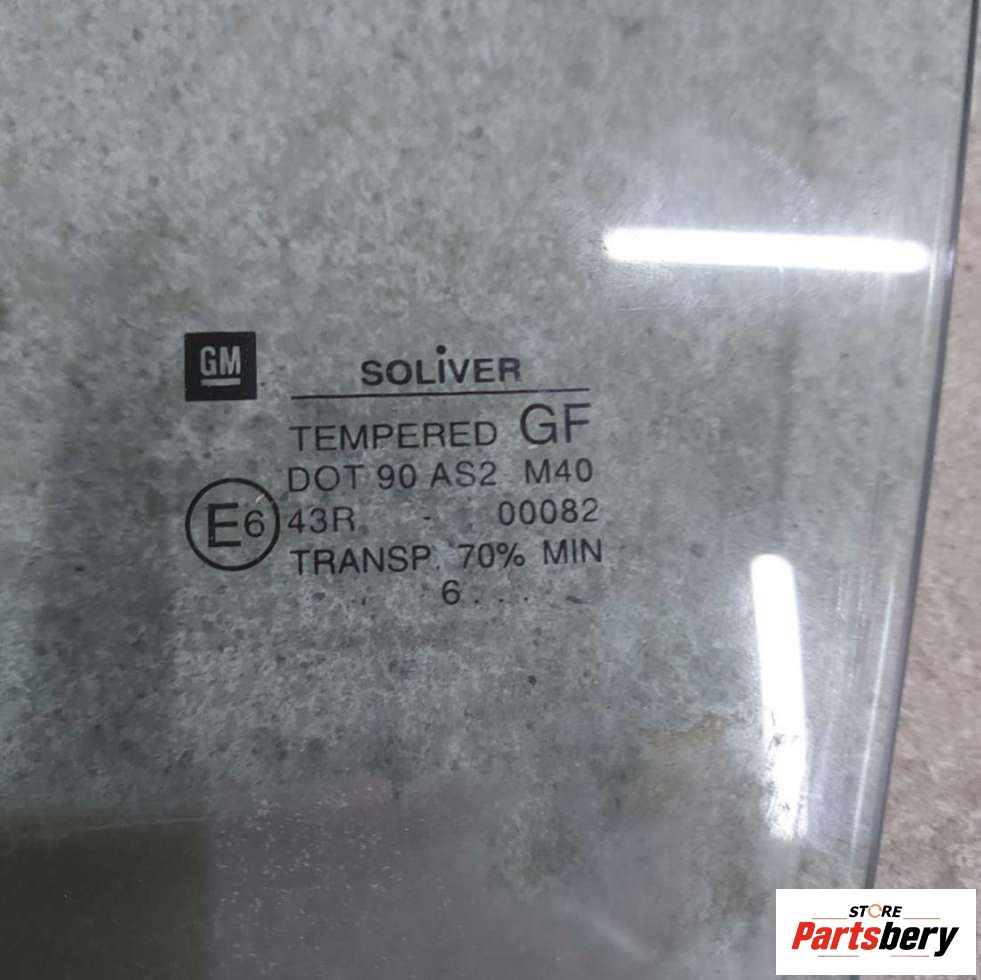 GM
SOLiVER
TEMPERED GF
DOT 90 AS2 M40
E6 43R. - 00082
TRANSP. 70% MIN
6 . . .
STORE
Partsbery